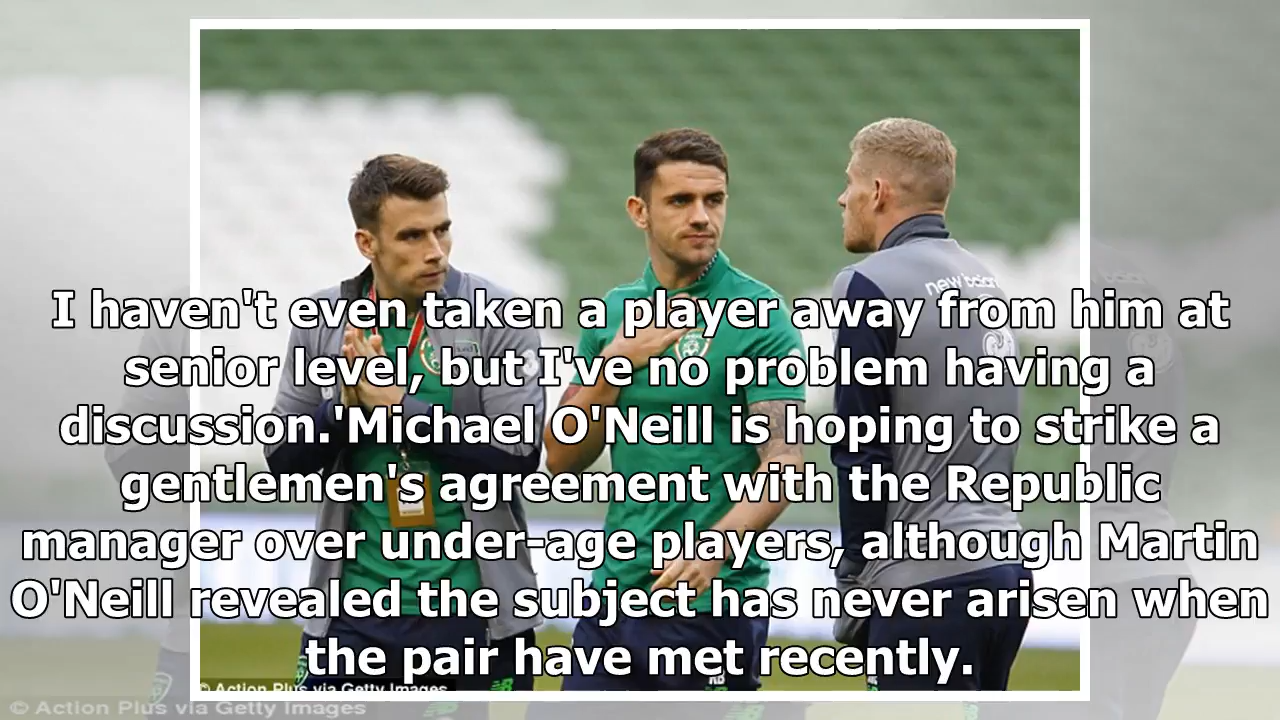 new balance
I haven't even taken a player away from him at
senior level, but I've no problem having a
discussion.'Michael O'Neill is hoping to strike a
gentlemen's agreement with the Republic
manager over under-age players, although Martin
O'Neill revealed the subject has never arisen when
the pair have met recently.
RB
© Action Plus via Getty Images
© Action Plus via Getty Images